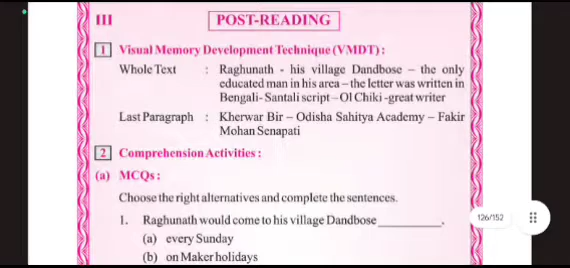 III POST-READING
1 Visual Memory Development Technique (VMDT) :
Whole Text : Raghunath - his village Dandbose – the only
educated man in his area – the letter was written in
Bengali- Santali script – Ol Chiki -great writer
Last Paragraph : Kherwar Bir – Odisha Sahitya Academy – Fakir
Mohan Senapati
2 Comprehension Activities :
(a) MCQs :
Choose the right alternatives and complete the sentences.
1. Raghunath would come to his village Dandbose ________.
126/152
(a) every Sunday
(b) on Maker holidays